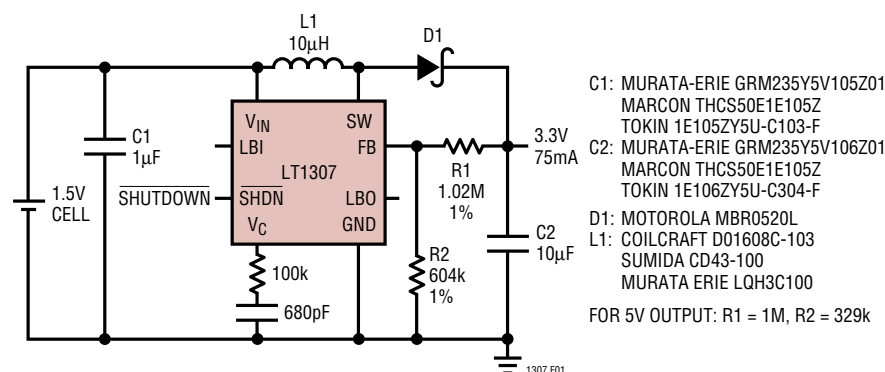 L1
10µH
D1
VIN
SW
LBI
FB
LT1307
SHDN
LBO
VC
GND
C1
1µF
1.5V
CELL
SHUTDOWN
R1
1.02M
1%
3.3V
75mA
R2
604k
1%
C2
10µF
100k
680pF
C1: MURATA-ERIE GRM235Y5V105Z01
MARCON THCS50E1E105Z
TOKIN 1E105ZY5U-C103-F
C2: MURATA-ERIE GRM235Y5V106Z01
MARCON THCS50E1E105Z
TOKIN 1E106ZY5U-C304-F
D1: MOTOROLA MBR0520L
L1: COILCRAFT D01608C-103
SUMIDA CD43-100
MURATA ERIE LQH3C100
FOR 5V OUTPUT: R1 = 1M, R2 = 329k
1307 F01